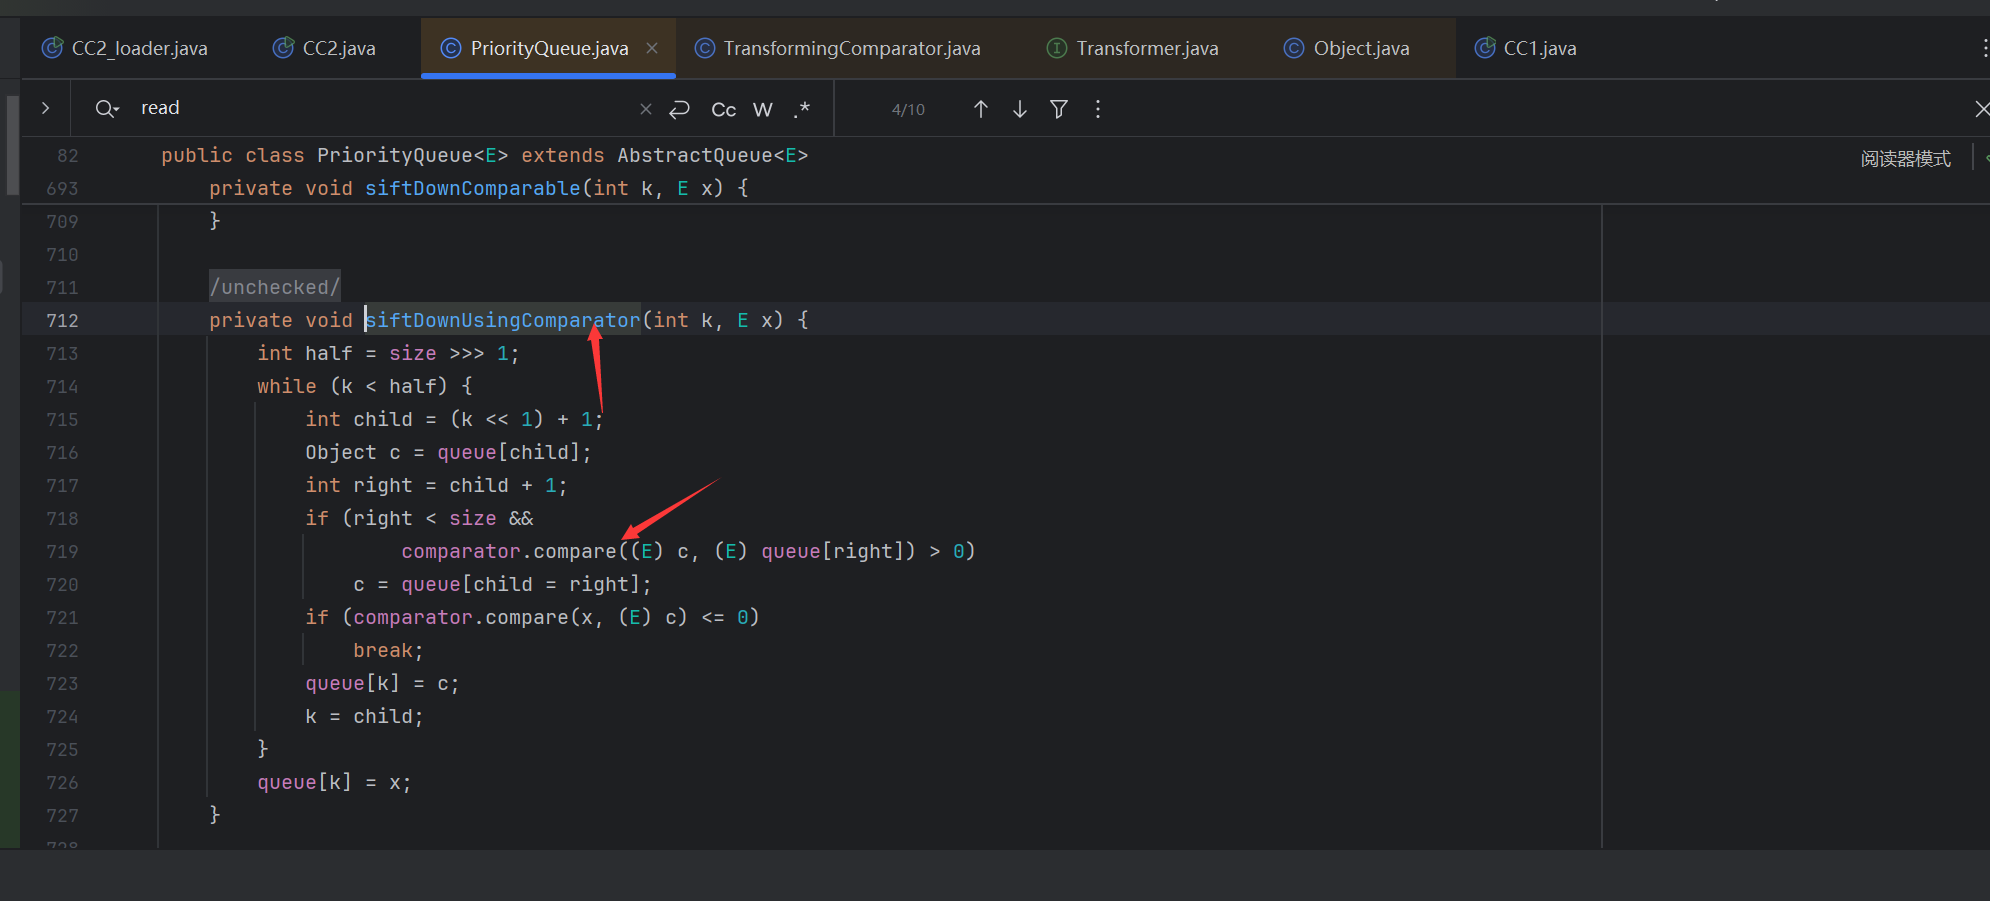 CC2_loader.java CC2.java PriorityQueue.java TransformingComparator.java Transformer.java Object.java CC1.java
read Cc W .* 4/10
82 public class PriorityQueue<E> extends AbstractQueue<E>
阅读器模式
693 private void siftDownComparable(int k, E x) {
709 }
710
711 /unchecked/
712 private void siftDownUsingComparator(int k, E x) {
713 int half = size >>> 1;
714 while (k < half) {
715 int child = (k << 1) + 1;
716 Object c = queue[child];
717 int right = child + 1;
718 if (right < size &&
719 comparator.compare((E) c, (E) queue[right]) > 0)
720 c = queue[child = right];
721 if (comparator.compare(x, (E) c) <= 0)
722 break;
723 queue[k] = c;
724 k = child;
725 }
726 queue[k] = x;
727 }
728